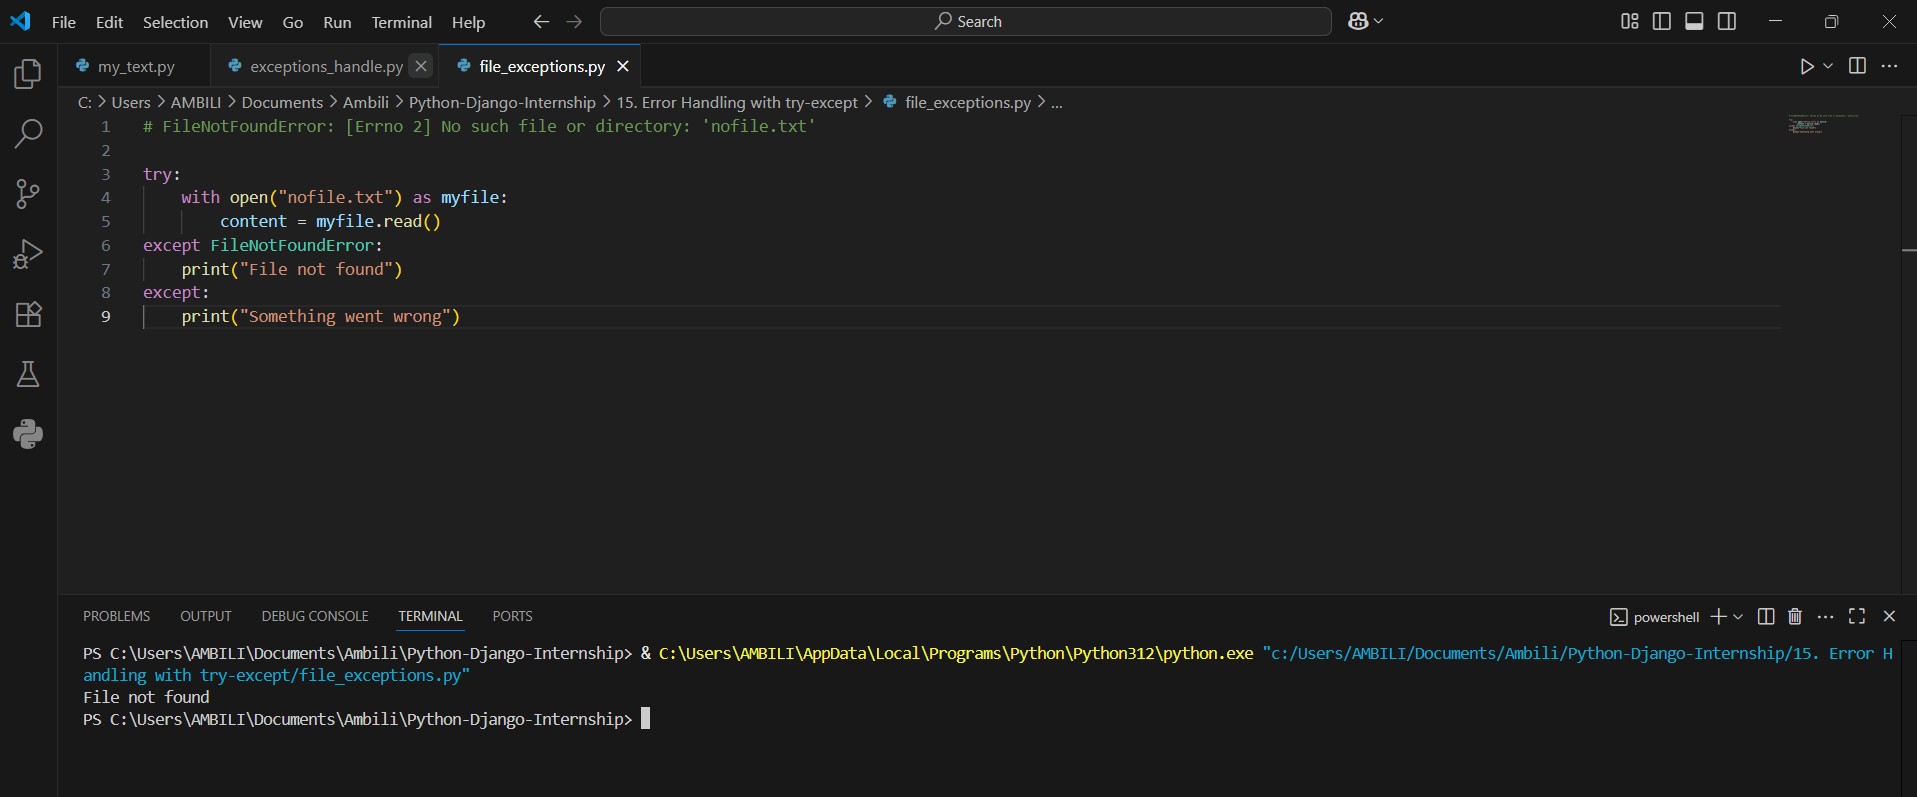 File Edit Selection View Go Run Terminal Help Search
my_text.py exceptions_handle.py file_exceptions.py
C: > Users > AMBILI > Documents > Ambili > Python-Django-Internship > 15. Error Handling with try-except > file_exceptions.py > ...
1 # FileNotFoundError: [Errno 2] No such file or directory: 'nofile.txt'
2
3 try:
4     with open("nofile.txt") as myfile:
5         content = myfile.read()
6 except FileNotFoundError:
7     print("File not found")
8 except:
9     print("Something went wrong")
PROBLEMS OUTPUT DEBUG CONSOLE TERMINAL PORTS powershell
PS C:\Users\AMBILI\Documents\Ambili\Python-Django-Internship> & C:\Users\AMBILI\AppData\Local\Programs\Python\Python312\python.exe "c:/Users/AMBILI/Documents/Ambili/Python-Django-Internship/15. Error H
andling with try-except/file_exceptions.py"
File not found
PS C:\Users\AMBILI\Documents\Ambili\Python-Django-Internship>